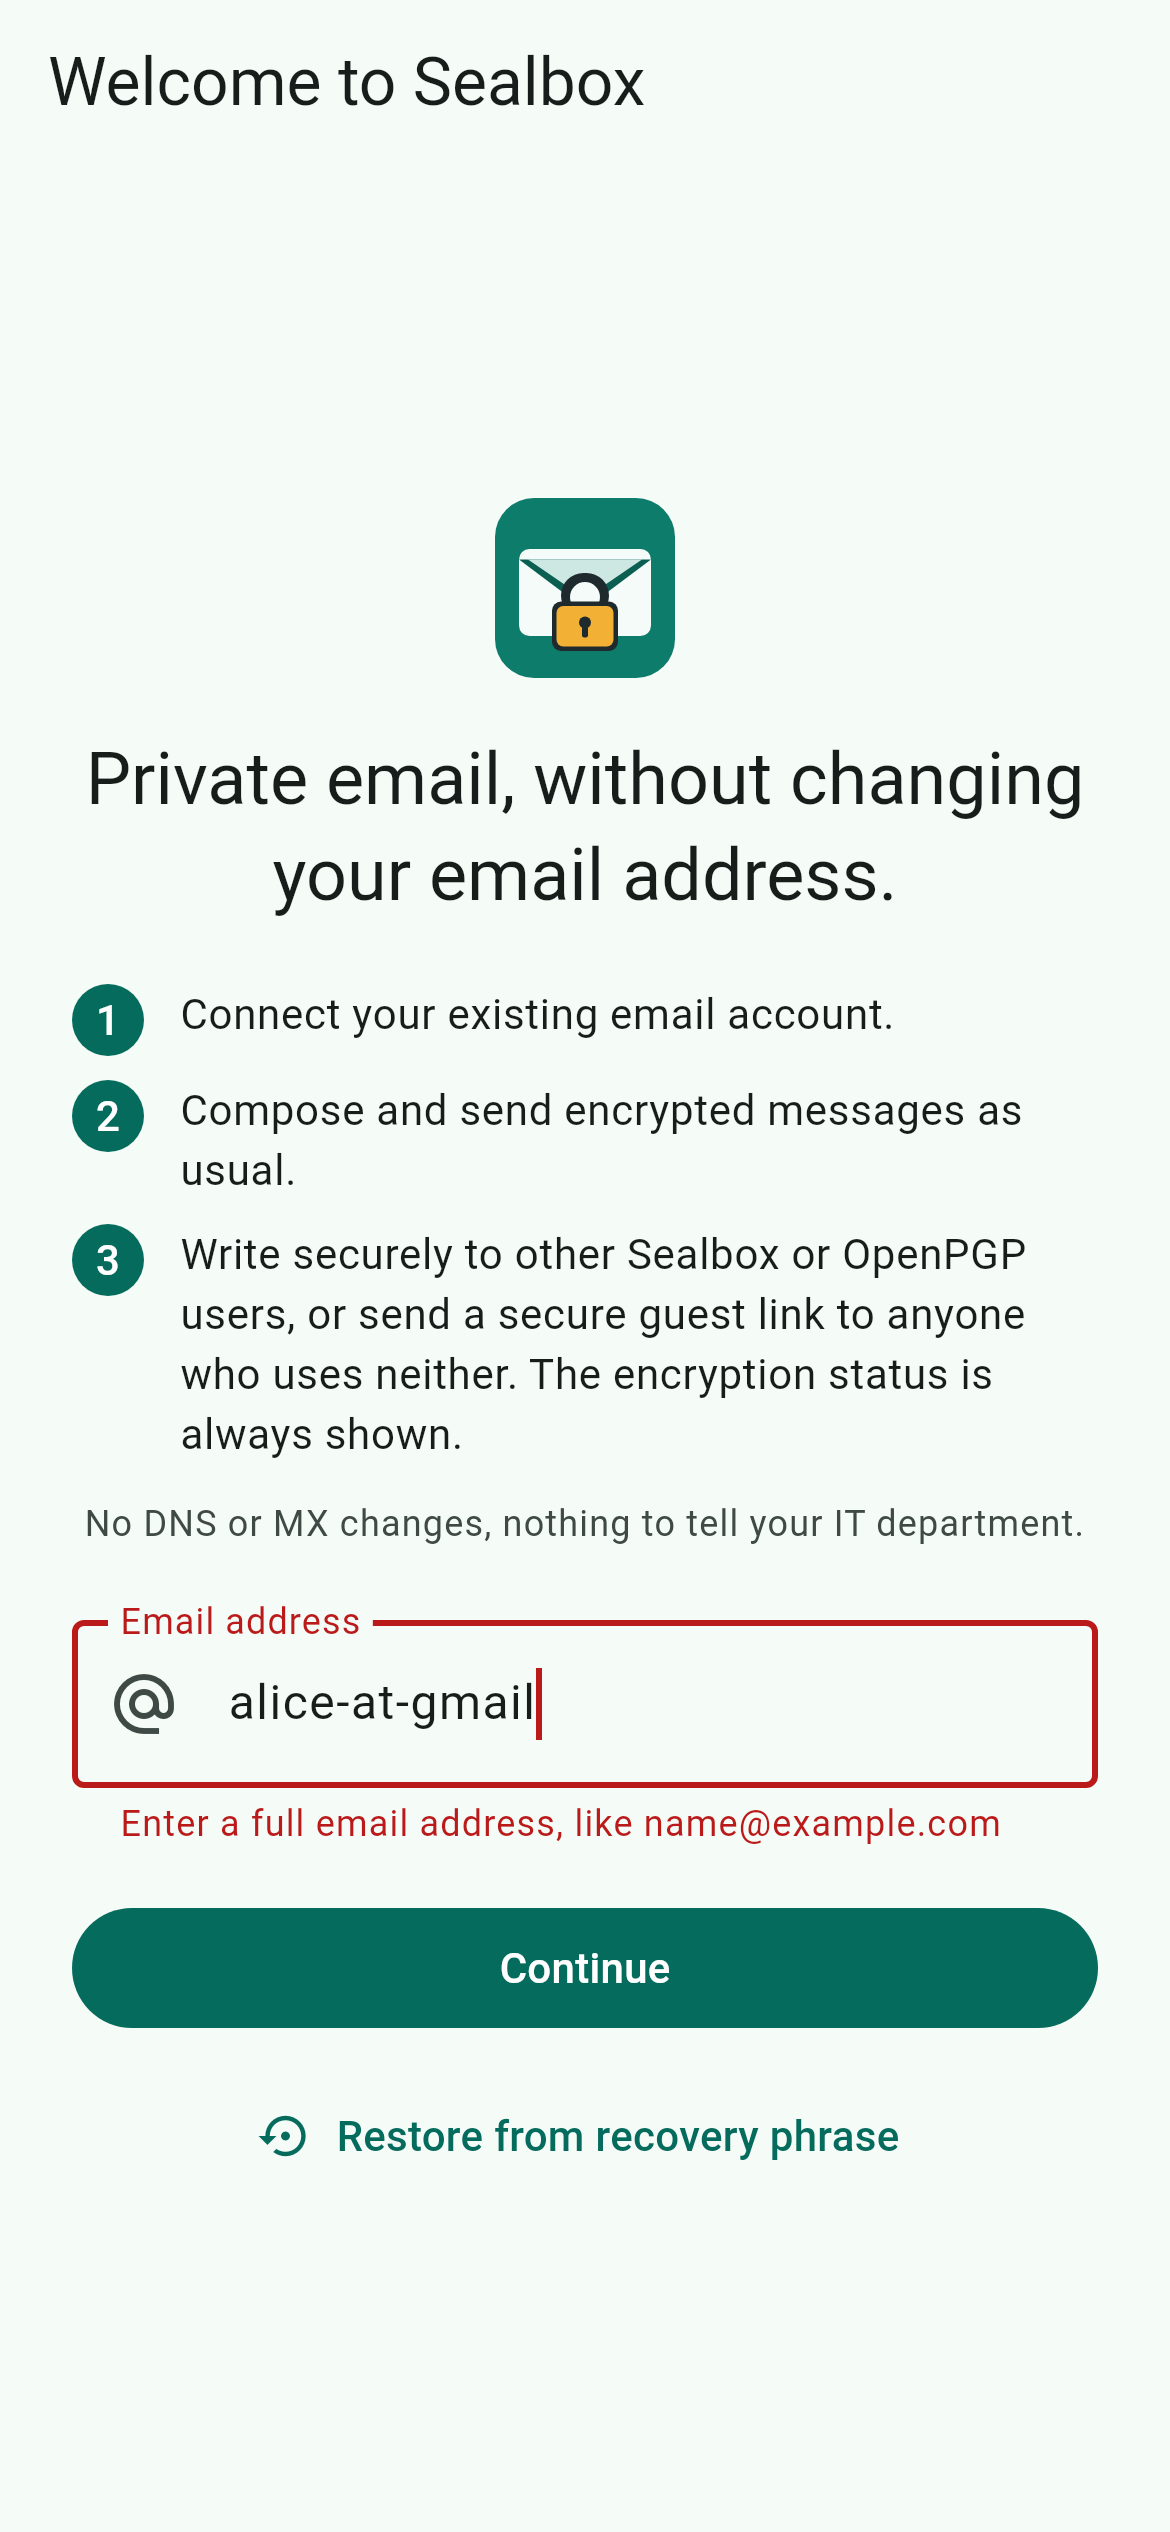 Welcome to Sealbox
Private email, without changing
your email address.
1 Connect your existing email account.
2 Compose and send encrypted messages as
usual.
3 Write securely to other Sealbox or OpenPGP
users, or send a secure guest link to anyone
who uses neither. The encryption status is
always shown.
No DNS or MX changes, nothing to tell your IT department.
Email address
alice-at-gmail
Enter a full email address, like name@example.com
Continue
Restore from recovery phrase